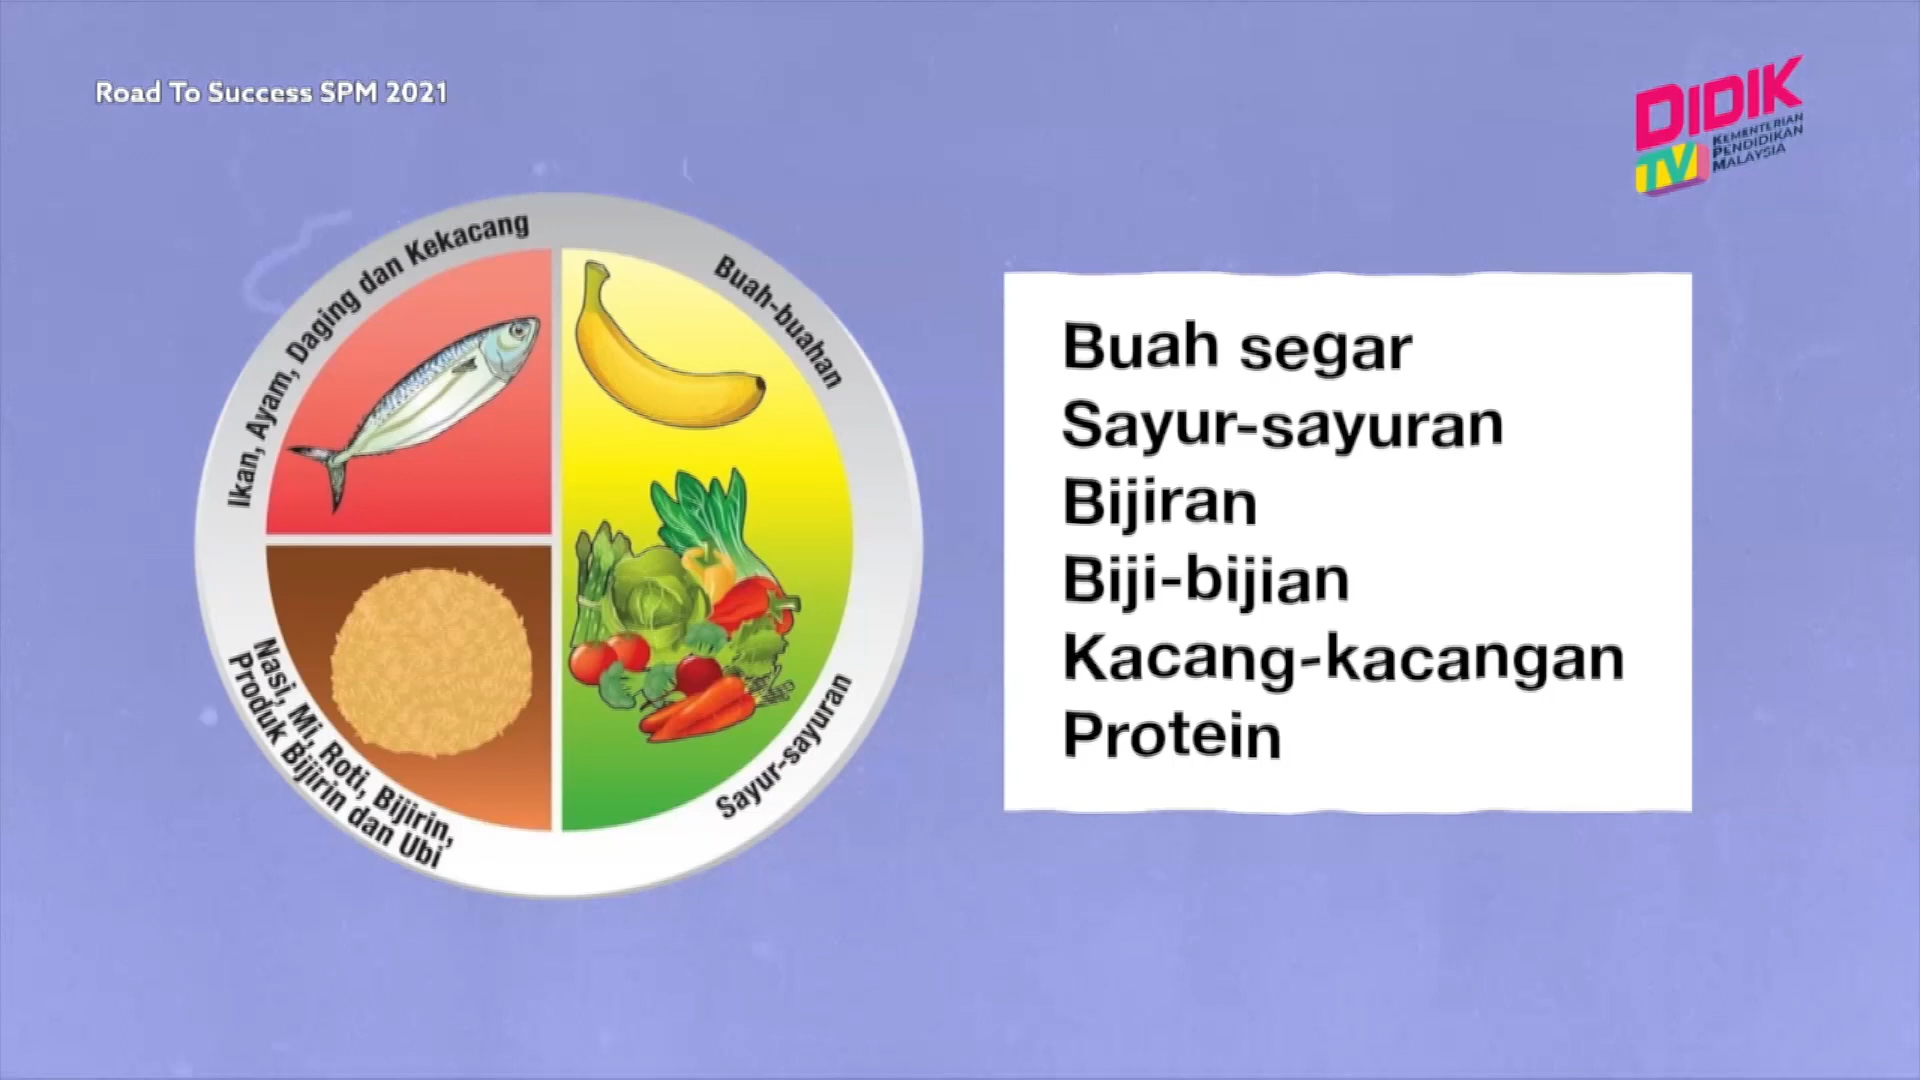 Road To Success SPM 2021
DIDIK
TV
KEMENTERIAN
PENDIDIKAN
MALAYSIA
Ikan, Ayam, Daging dan Kekacang
Buah-buahan
Nasi, Mi, Roti, Bijirin,
Produk Bijirin dan Ubi
Sayur-sayuran
Buah segar
Sayur-sayuran
Bijiran
Biji-bijian
Kacang-kacangan
Protein